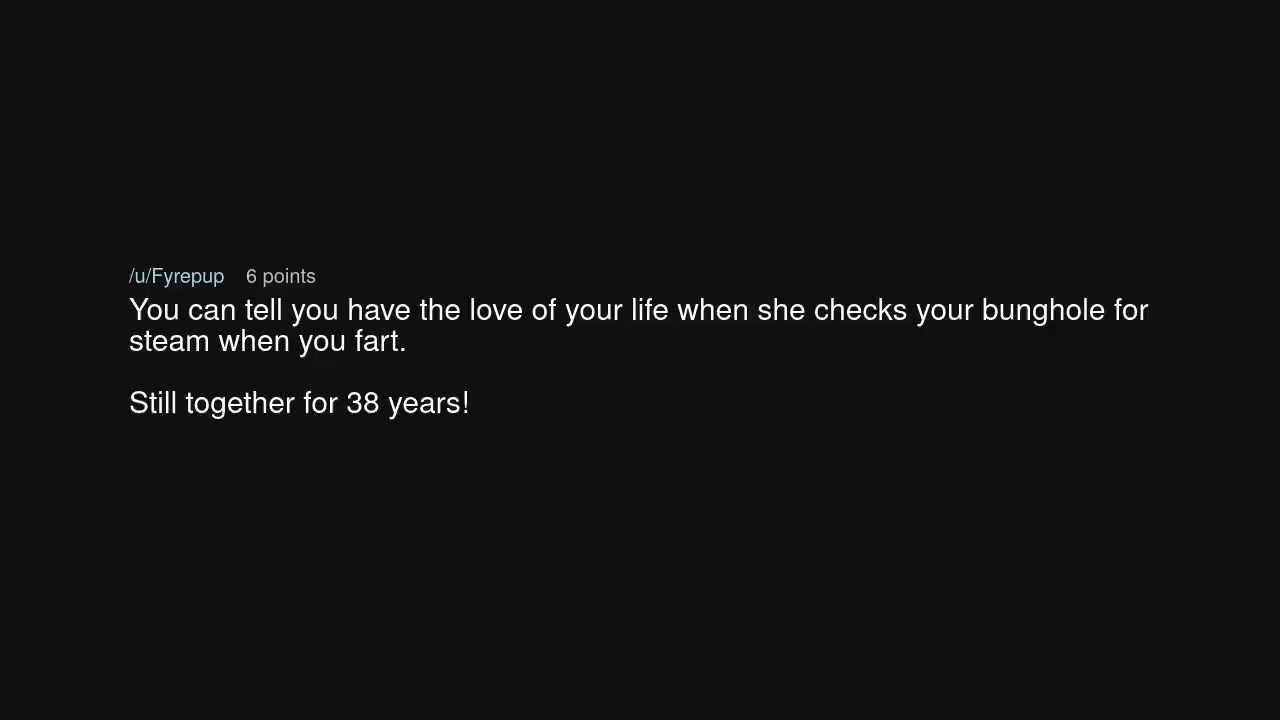 /u/Fyrepup 6 points
You can tell you have the love of your life when she checks your bunghole for
steam when you fart.
Still together for 38 years!